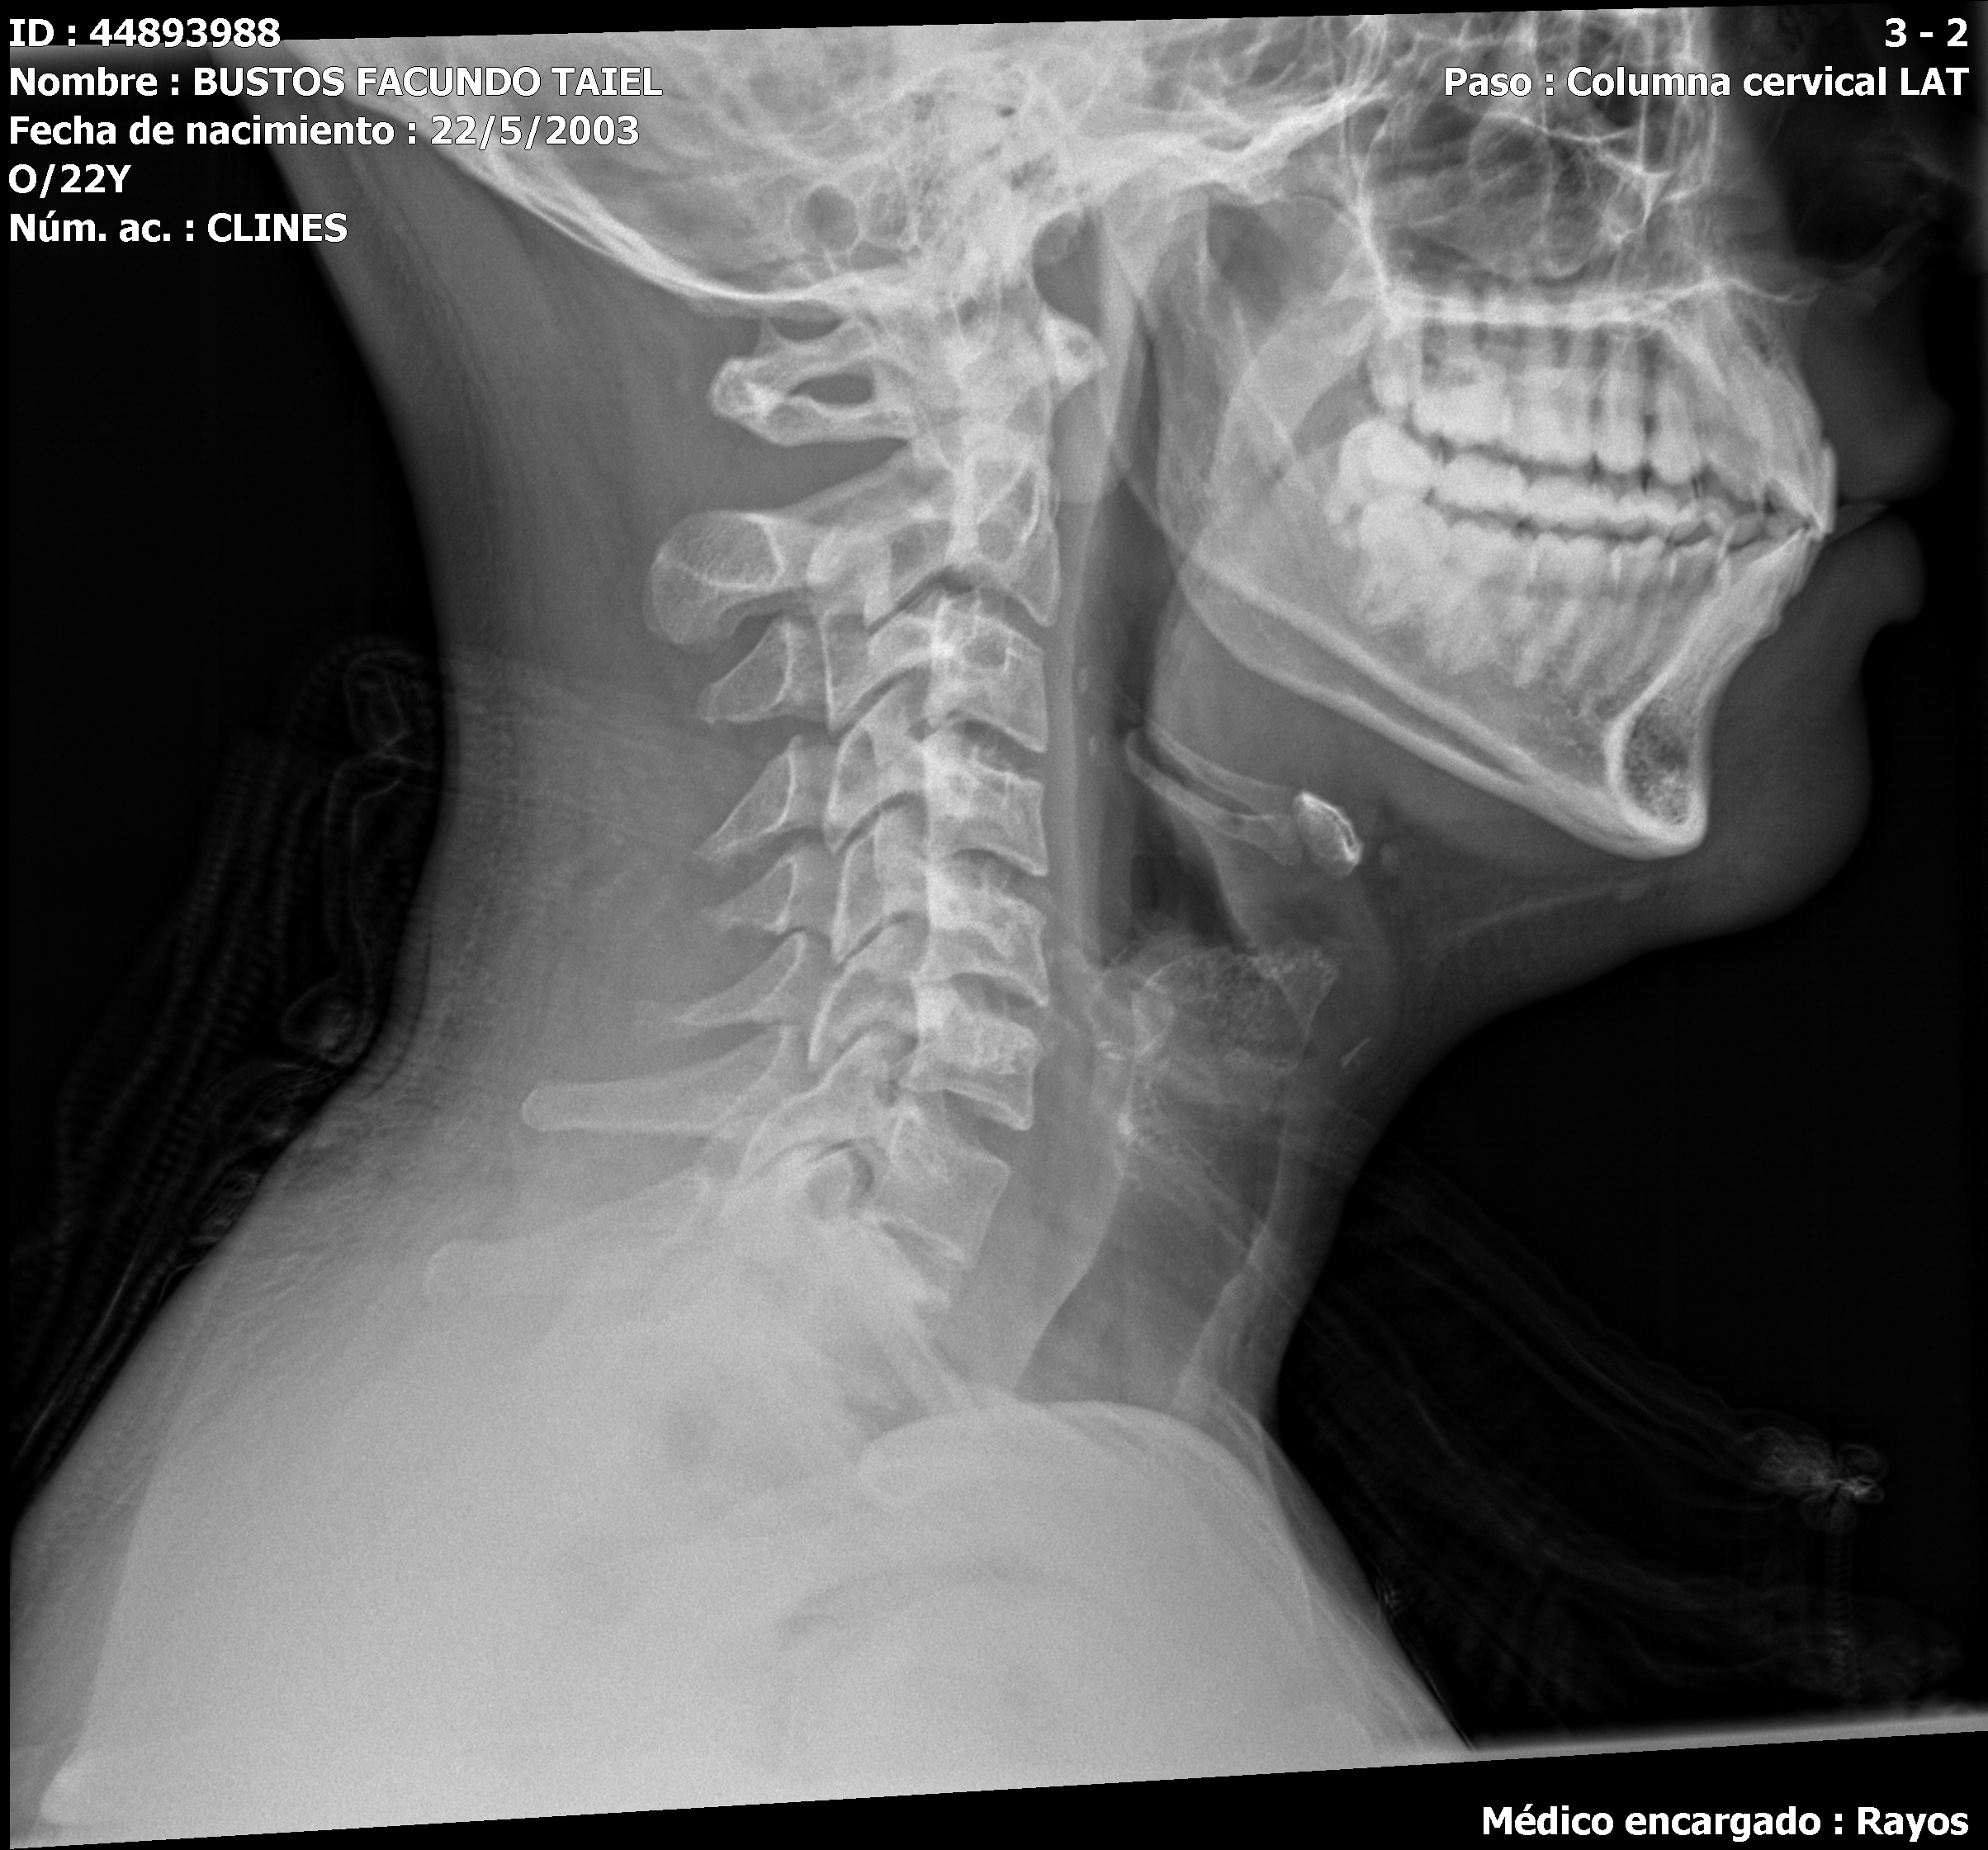 ID : 44893988
Nombre : BUSTOS FACUNDO TAIEL
Fecha de nacimiento : 22/5/2003
O/22Y
Núm. ac. : CLINES
3 - 2
Paso : Columna cervical LAT
Médico encargado : Rayos